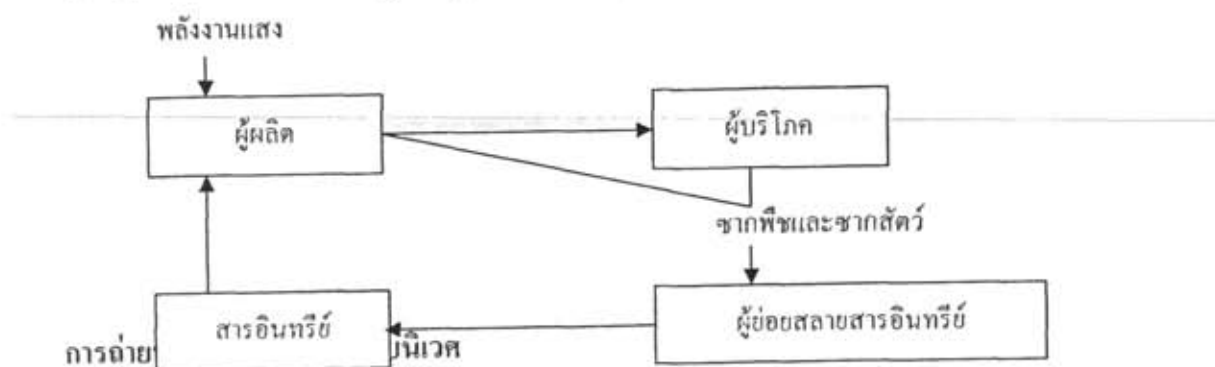 พลังงานแสง
ผู้ผลิต
ผู้บริโภค
ซากพืชและซากสัตว์
สารอินทรีย์
ผู้ย่อยสลายสารอินทรีย์
การถ่าย
นิเวศ